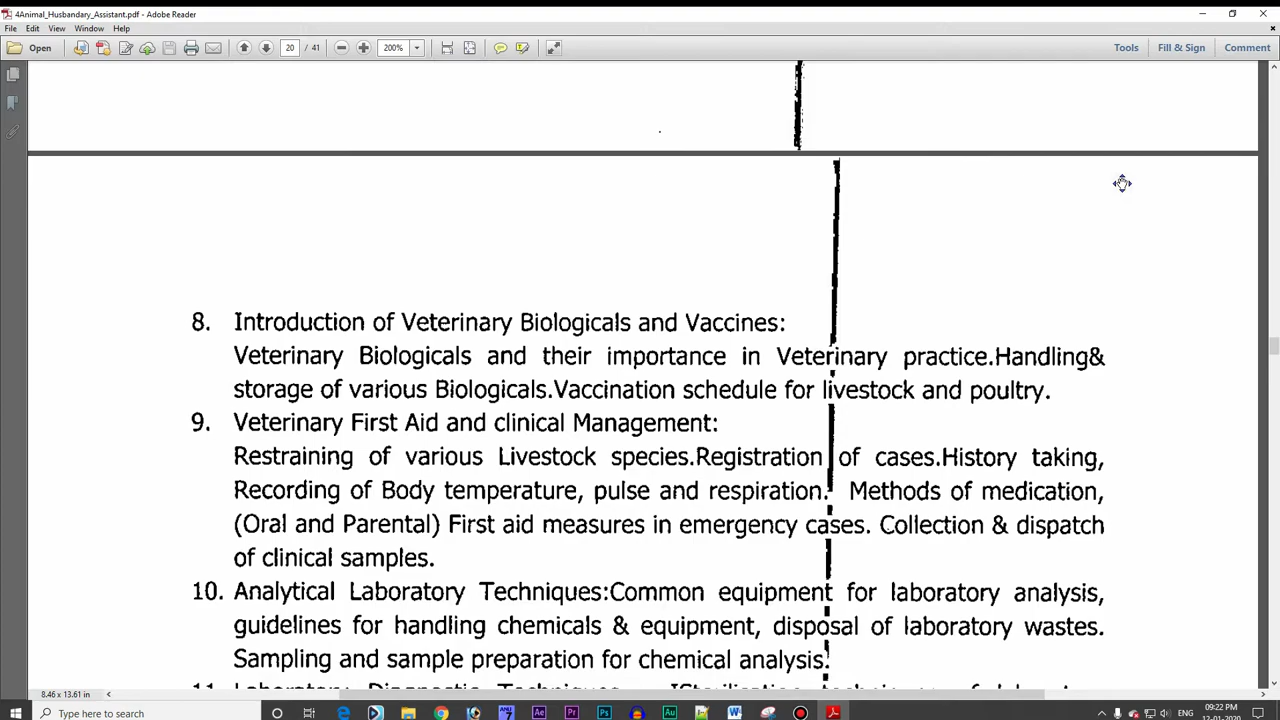 4Animal_Husbandary_Assistant.pdf - Adobe Reader
File Edit View Window Help
Open 20 / 41 200% Tools Fill & Sign Comment
8. Introduction of Veterinary Biologicals and Vaccines:
Veterinary Biologicals and their importance in Veterinary practice.Handling&
storage of various Biologicals.Vaccination schedule for livestock and poultry.
9. Veterinary First Aid and clinical Management:
Restraining of various Livestock species.Registration of cases.History taking,
Recording of Body temperature, pulse and respiration. Methods of medication,
(Oral and Parental) First aid measures in emergency cases. Collection & dispatch
of clinical samples.
10. Analytical Laboratory Techniques:Common equipment for laboratory analysis,
guidelines for handling chemicals & equipment, disposal of laboratory wastes.
Sampling and sample preparation for chemical analysis.
8.46 x 13.61 in
Type here to search
ENG
09:22 PM
13-01-2020